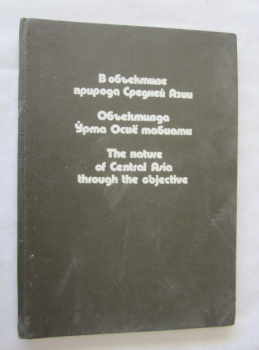 В объективе
природа Средней Азии
Объективда
Ўрта Осиё табиати
The nature
of Central Asia
through the objective